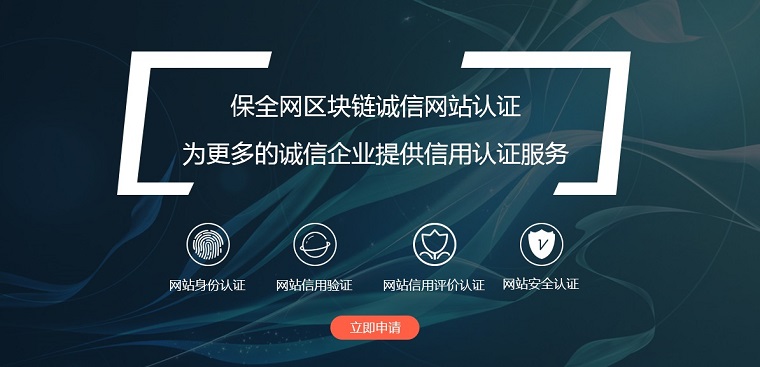 保全网区块链诚信网站认证
为更多的诚信企业提供信用认证服务
网站身份认证 网站信用验证 网站信用评价认证 网站安全认证
立即申请